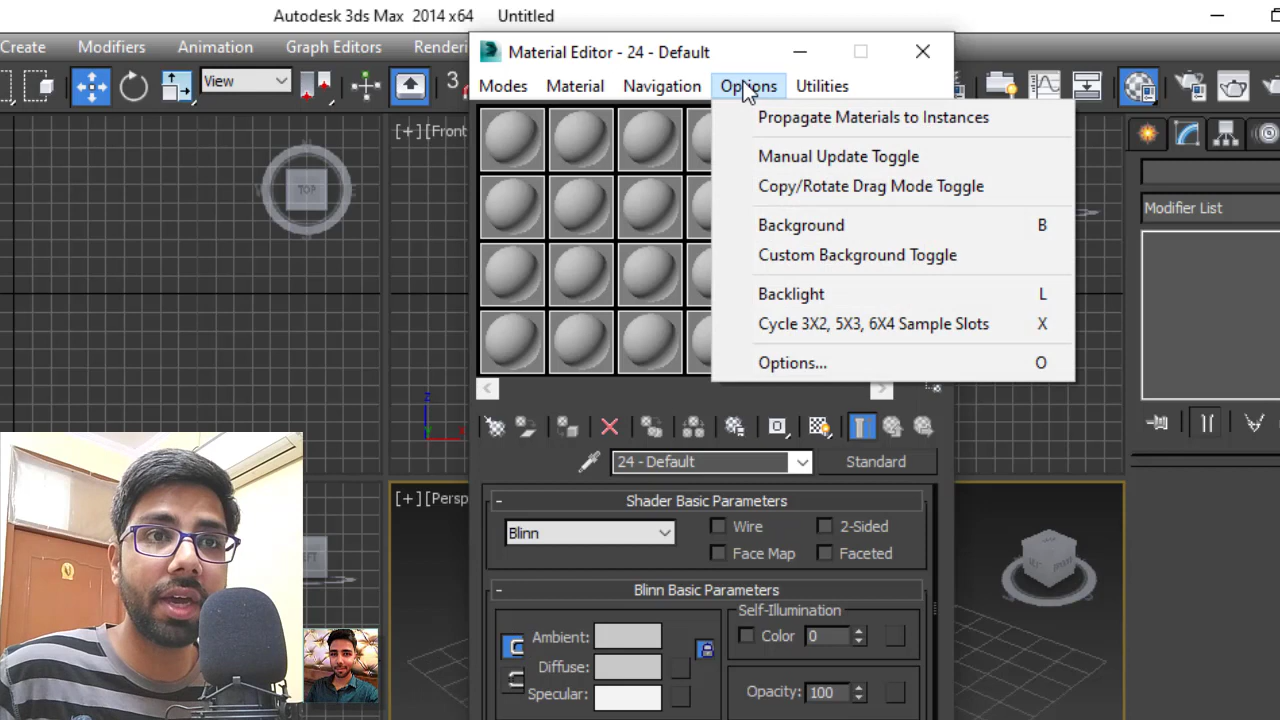 Autodesk 3ds Max 2014 x64 Untitled
Create Modifiers Animation Graph Editors Renderi
View
3
Material Editor - 24 - Default
Modes Material Navigation Options Utilities
Propagate Materials to Instances
Manual Update Toggle
Copy/Rotate Drag Mode Toggle
Background B
Custom Background Toggle
Backlight L
Cycle 3X2, 5X3, 6X4 Sample Slots X
Options... O
[+][Front
TOP
Modifier List
24 - Default
Standard
[+][Persp
Shader Basic Parameters
Blinn
Wire
2-Sided
Face Map
Faceted
Blinn Basic Parameters
Self-Illumination
Ambient:
Color 0
Diffuse:
Specular:
Opacity: 100